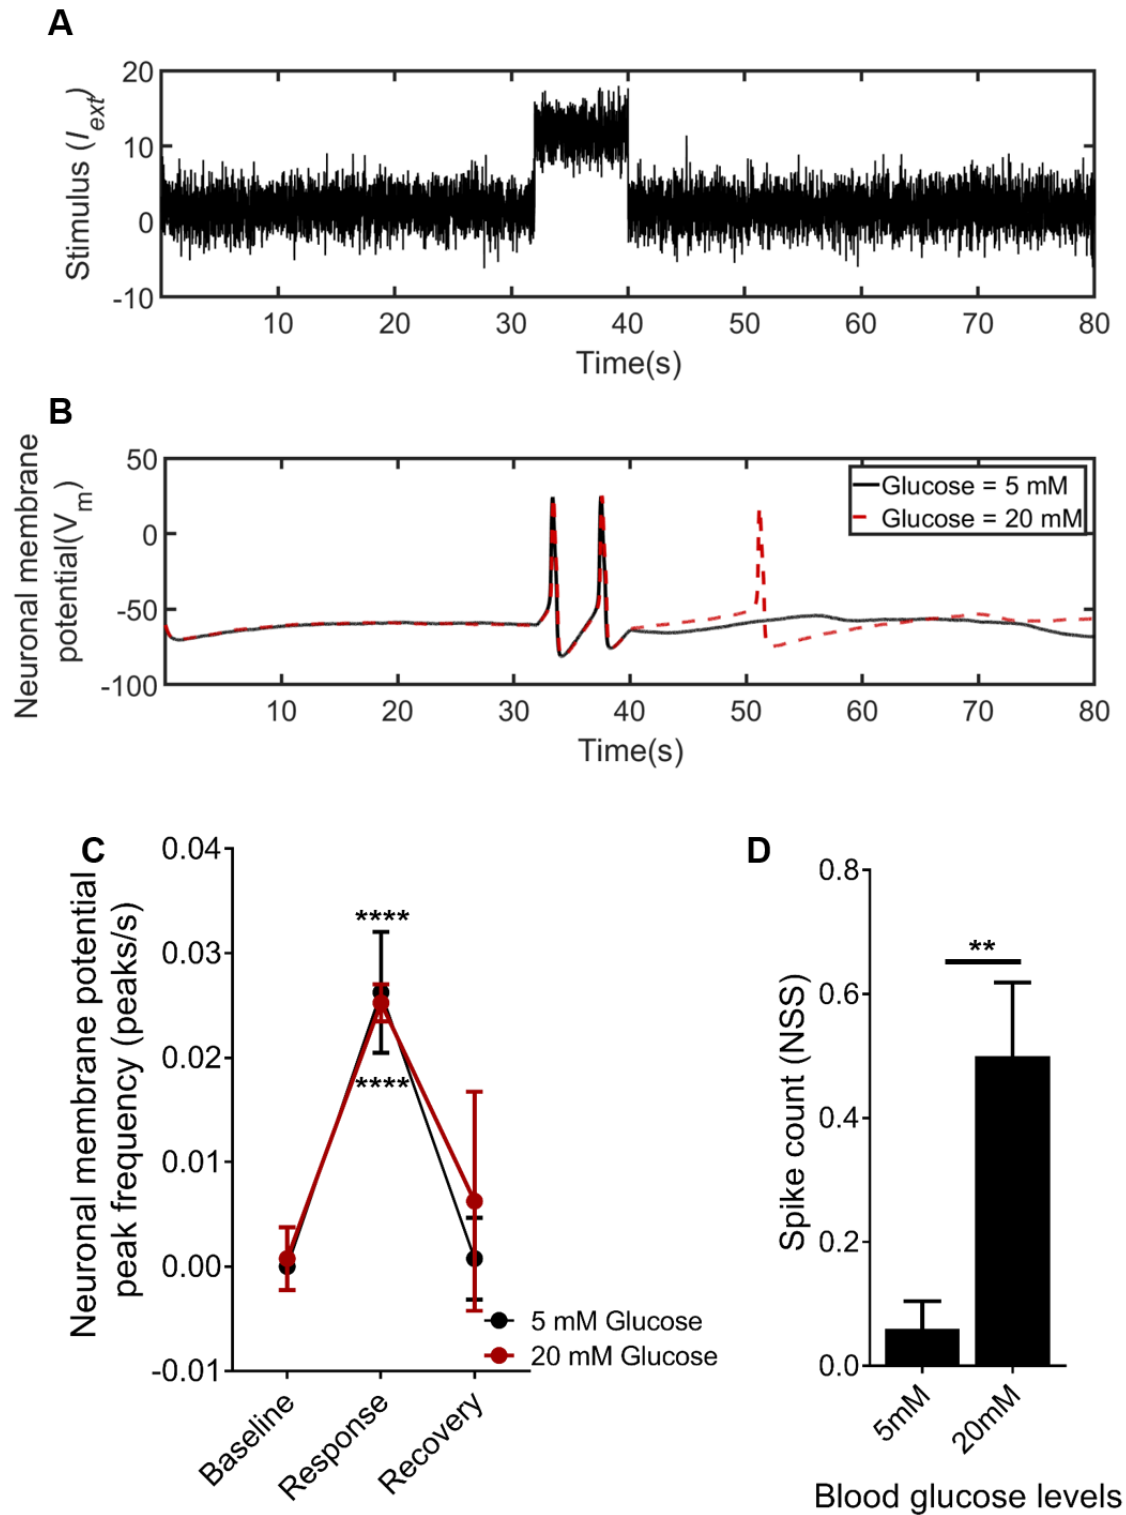 A
Stimulus (Iext)
20
10
0
-10
10 20 30 40 50 60 70 80
Time(s)
B
Neuronal membrane
potential(Vm)
50
0
-50
-100
Glucose = 5 mM
Glucose = 20 mM
10 20 30 40 50 60 70 80
Time(s)
C
Neuronal membrane potential
peak frequency (peaks/s)
0.04
0.03
0.02
0.01
0.00
-0.01
****
****
5 mM Glucose
20 mM Glucose
Baseline
Response
Recovery
D
Spike count (NSS)
0.8
0.6
0.4
0.2
0.0
**
5mM
20mM
Blood glucose levels